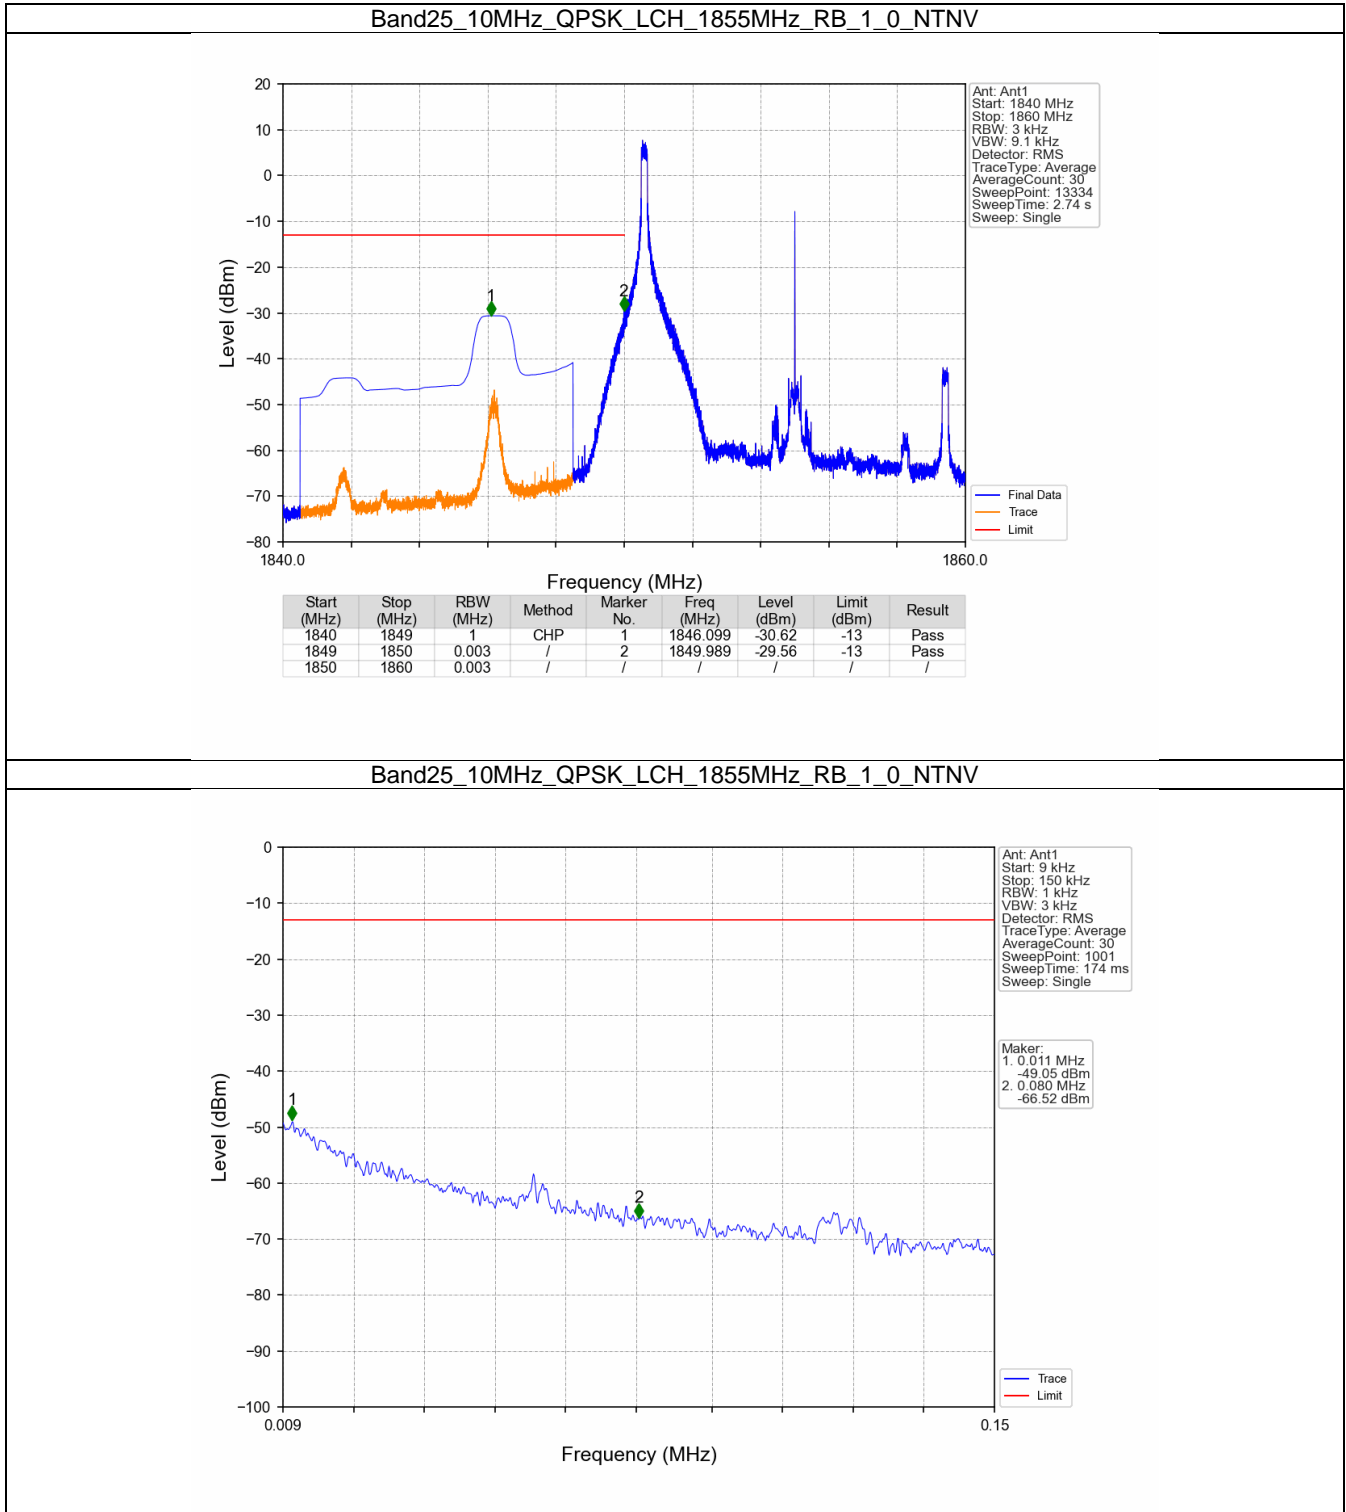 Band25_10MHz_QPSK_LCH_1855MHz_RB_1_0_NTNV
20
10
0
−10
−20
−30
−40
−50
−60
−70
−80
Level (dBm)
1
2
1840.0
1860.0
Frequency (MHz)
Ant: Ant1
Start: 1840 MHz
Stop: 1860 MHz
RBW: 3 kHz
VBW: 9.1 kHz
Detector: RMS
TraceType: Average
AverageCount: 30
SweepPoint: 13334
SweepTime: 2.74 s
Sweep: Single
Final Data
Trace
Limit
Start (MHz) Stop (MHz) RBW (MHz) Method Marker No. Freq (MHz) Level (dBm) Limit (dBm) Result
1840 1849 1 CHP 1 1846.099 -30.62 -13 Pass
1849 1850 0.003 / 2 1849.989 -29.56 -13 Pass
1850 1860 0.003 / / / / / /
Band25_10MHz_QPSK_LCH_1855MHz_RB_1_0_NTNV
0
−10
−20
−30
−40
−50
−60
−70
−80
−90
−100
Level (dBm)
1
2
0.009
0.15
Frequency (MHz)
Ant: Ant1
Start: 9 kHz
Stop: 150 kHz
RBW: 1 kHz
VBW: 3 kHz
Detector: RMS
TraceType: Average
AverageCount: 30
SweepPoint: 1001
SweepTime: 174 ms
Sweep: Single
Maker:
1. 0.011 MHz
-49.05 dBm
2. 0.080 MHz
-66.52 dBm
Trace
Limit